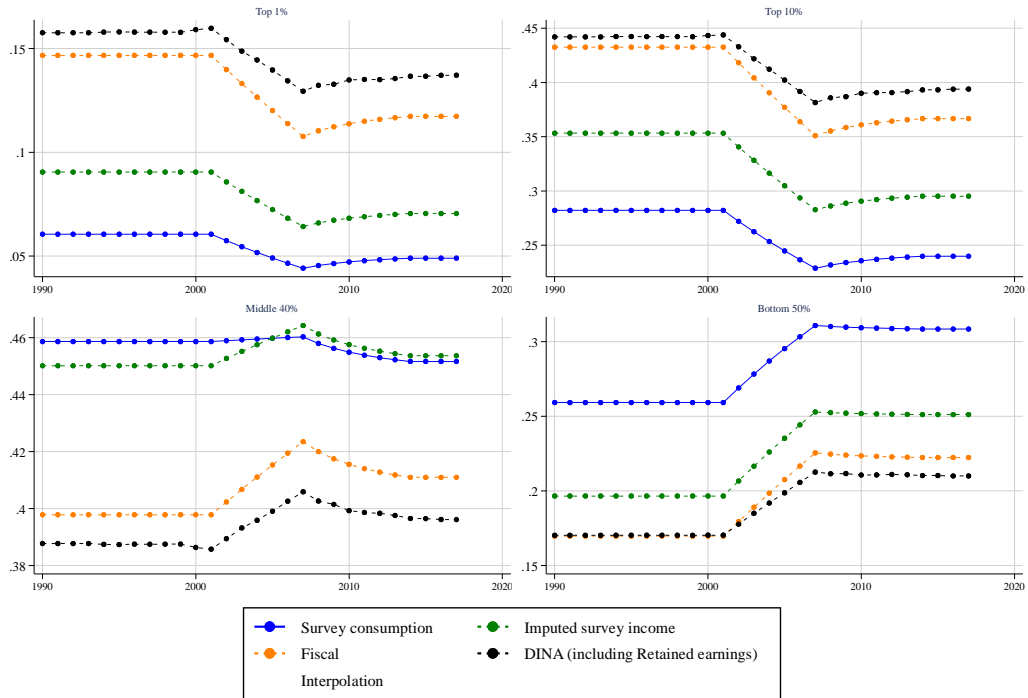 Top 1%
Top 10%
.15
.1
.05
1990 2000 2010 2020
.45
.4
.35
.3
.25
1990 2000 2010 2020
Middle 40%
Bottom 50%
.46
.44
.42
.4
.38
1990 2000 2010 2020
.3
.25
.2
.15
1990 2000 2010 2020
Survey consumption
Imputed survey income
Fiscal
DINA (including Retained earnings)
Interpolation